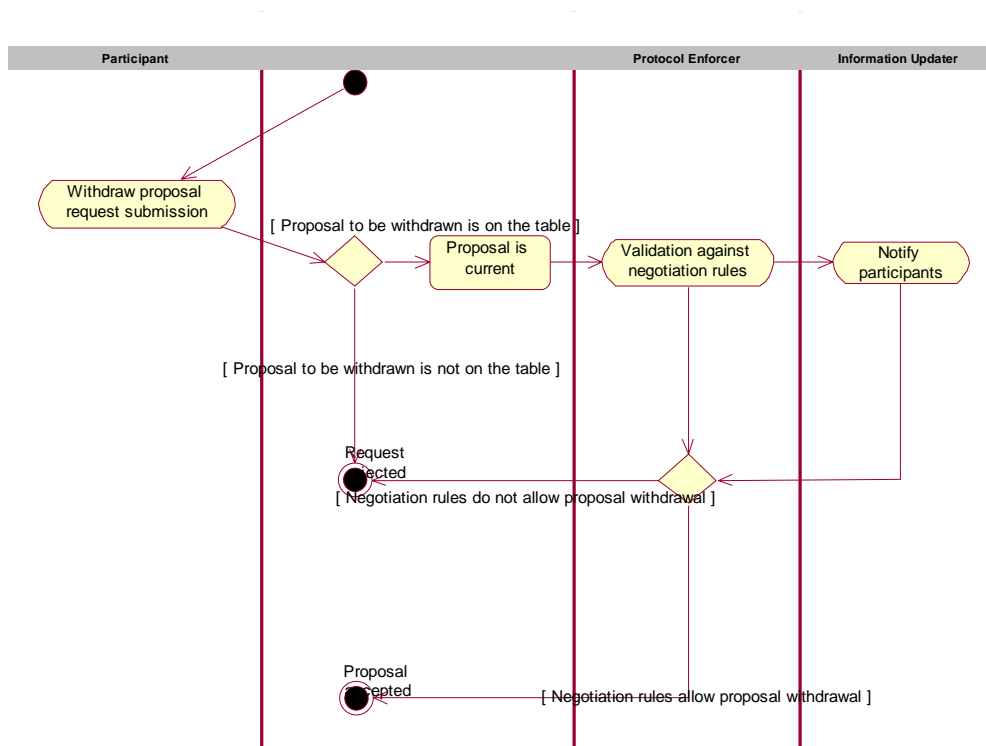 Participant
Protocol Enforcer
Information Updater
Withdraw proposal
request submission
[ Proposal to be withdrawn is on the table ]
Proposal is
current
Validation against
negotiation rules
Notify
participants
[ Proposal to be withdrawn is not on the table ]
Request
rejected
[ Negotiation rules do not allow proposal withdrawal ]
Proposal
accepted
[ Negotiation rules allow proposal withdrawal ]